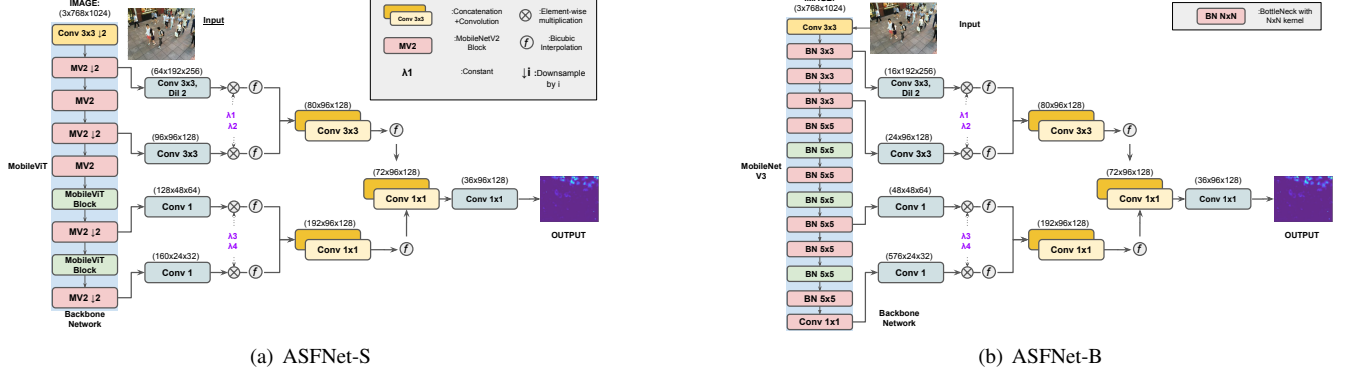 IMAGE:
(3x768x1024)
Input
Conv 3x3 ↓2
MV2 ↓2
MV2
MV2 ↓2
MV2
MobileViT
Block
MV2 ↓2
MobileViT
Block
MV2 ↓2
MobileViT
Backbone
Network
(64x192x256)
Conv 3x3,
Dil 2
(96x96x128)
Conv 3x3
(128x48x64)
Conv 1
(160x24x32)
Conv 1
λ1
λ2
λ3
λ4
f
f
f
f
(80x96x128)
Conv 3x3
f
(72x96x128)
Conv 1x1
(192x96x128)
Conv 1x1
f
(36x96x128)
Conv 1x1
OUTPUT
Conv 3x3
:Concatenation
+Convolution
:Element-wise
multiplication
MV2
:MobileNetV2
Block
f
:Bicubic
Interpolation
λ1
:Constant
↓i :Downsample
by i
(a) ASFNet-S
(3x768x1024)
Input
BN NxN
:BottleNeck with
NxN kernel
Conv 3x3
BN 3x3
BN 3x3
BN 3x3
BN 5x5
BN 5x5
BN 5x5
BN 5x5
BN 5x5
BN 5x5
BN 5x5
BN 5x5
Conv 1x1
MobileNet
V3
Backbone
Network
(16x192x256)
Conv 3x3,
Dil 2
(24x96x128)
Conv 3x3
(48x48x64)
Conv 1
(576x24x32)
Conv 1
λ1
λ2
λ3
λ4
f
f
f
f
(80x96x128)
Conv 3x3
f
(72x96x128)
Conv 1x1
(192x96x128)
Conv 1x1
f
(36x96x128)
Conv 1x1
OUTPUT
(b) ASFNet-B